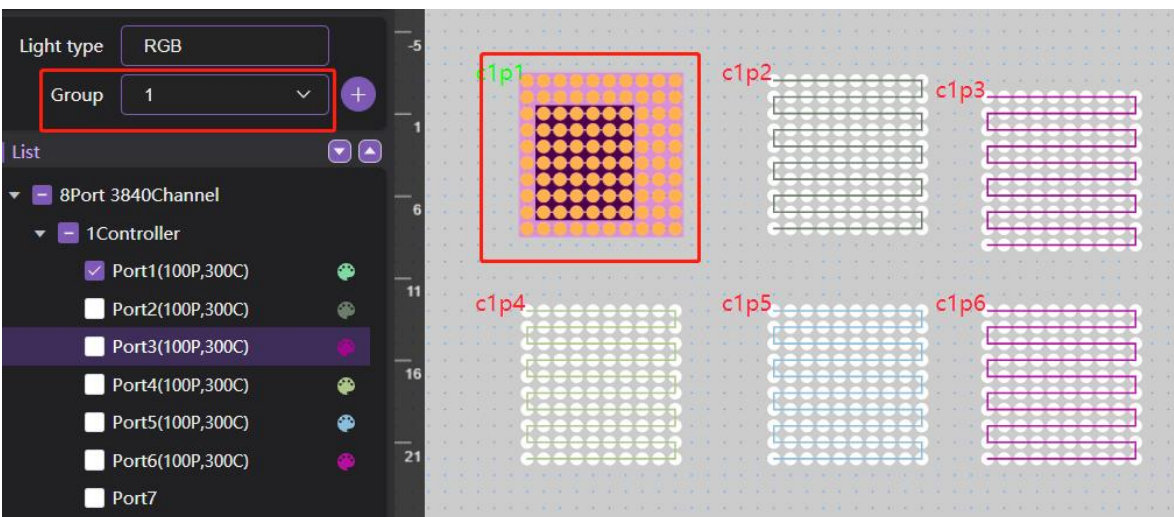 Light type RGB
Group 1
List
8Port 3840Channel
1Controller
Port1(100P,300C)
Port2(100P,300C)
Port3(100P,300C)
Port4(100P,300C)
Port5(100P,300C)
Port6(100P,300C)
Port7
-5
1
6
11
16
21
c1p1
c1p2
c1p3
c1p4
c1p5
c1p6